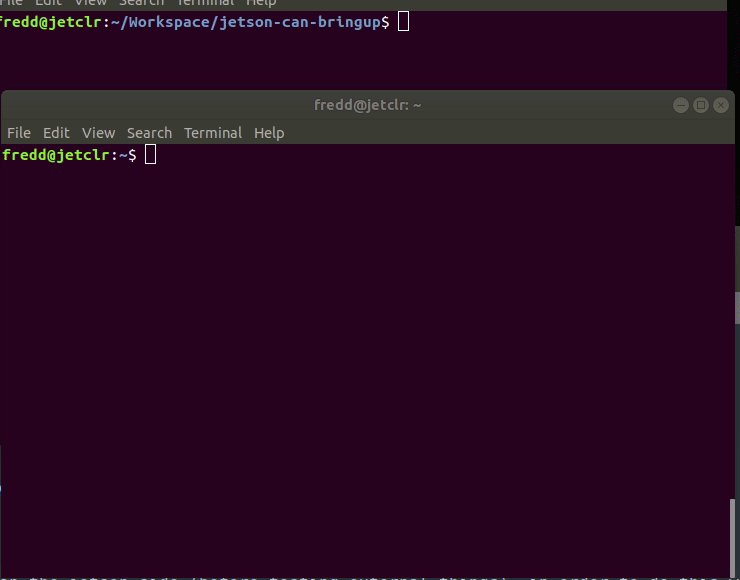 File Edit View Search Terminal Help
fredd@jetclr:~/Workspace/jetson-can-bringup$
fredd@jetclr: ~
File Edit View Search Terminal Help
fredd@jetclr:~$